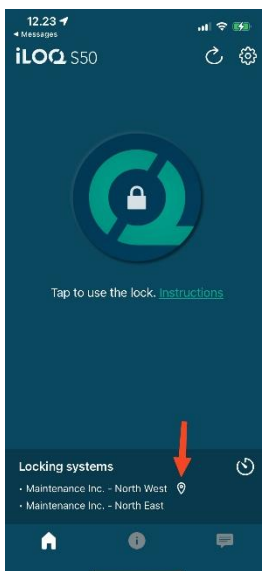 12.23
◂ Messages
iLOQ S50
Tap to use the lock. Instructions
Locking systems
• Maintenance Inc. - North West
• Maintenance Inc. - North East